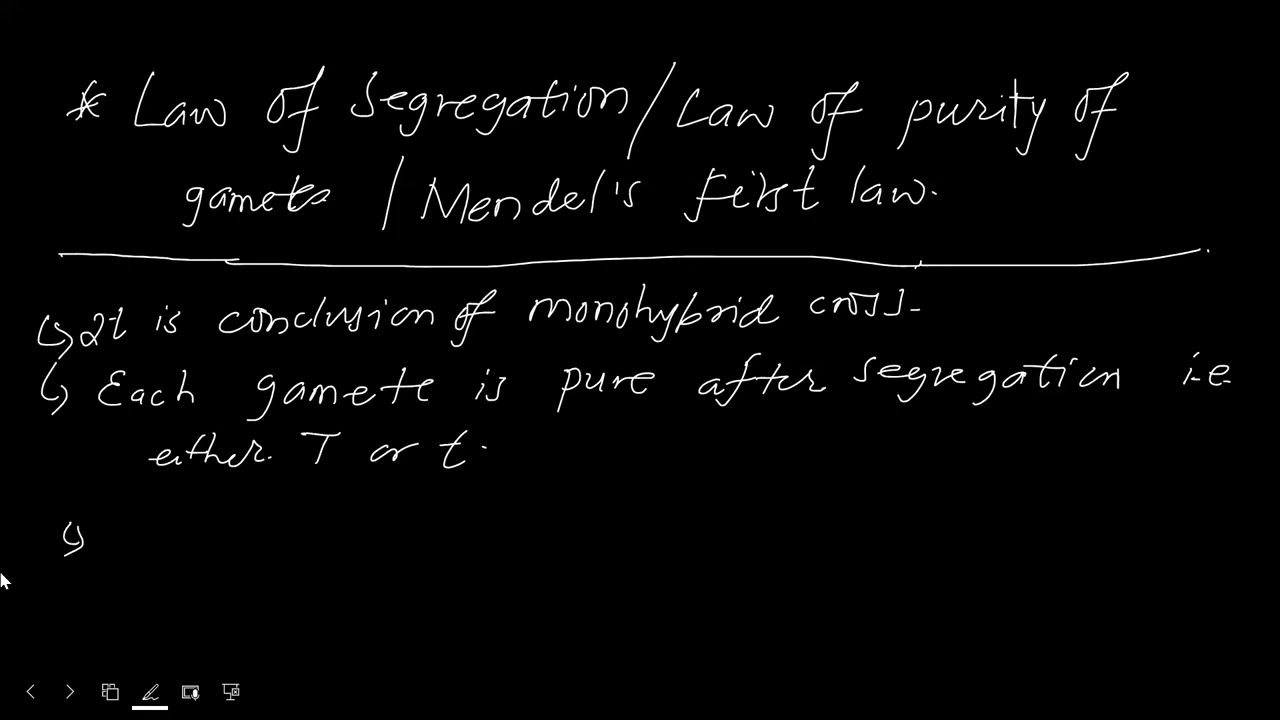 * Law of Segregation/Law of purity of
gametes / Mendel's first law.
↳ It is conclusion of monohybrid cross.
↳ Each gamete is pure after segregation i.e
either T or t.
↳